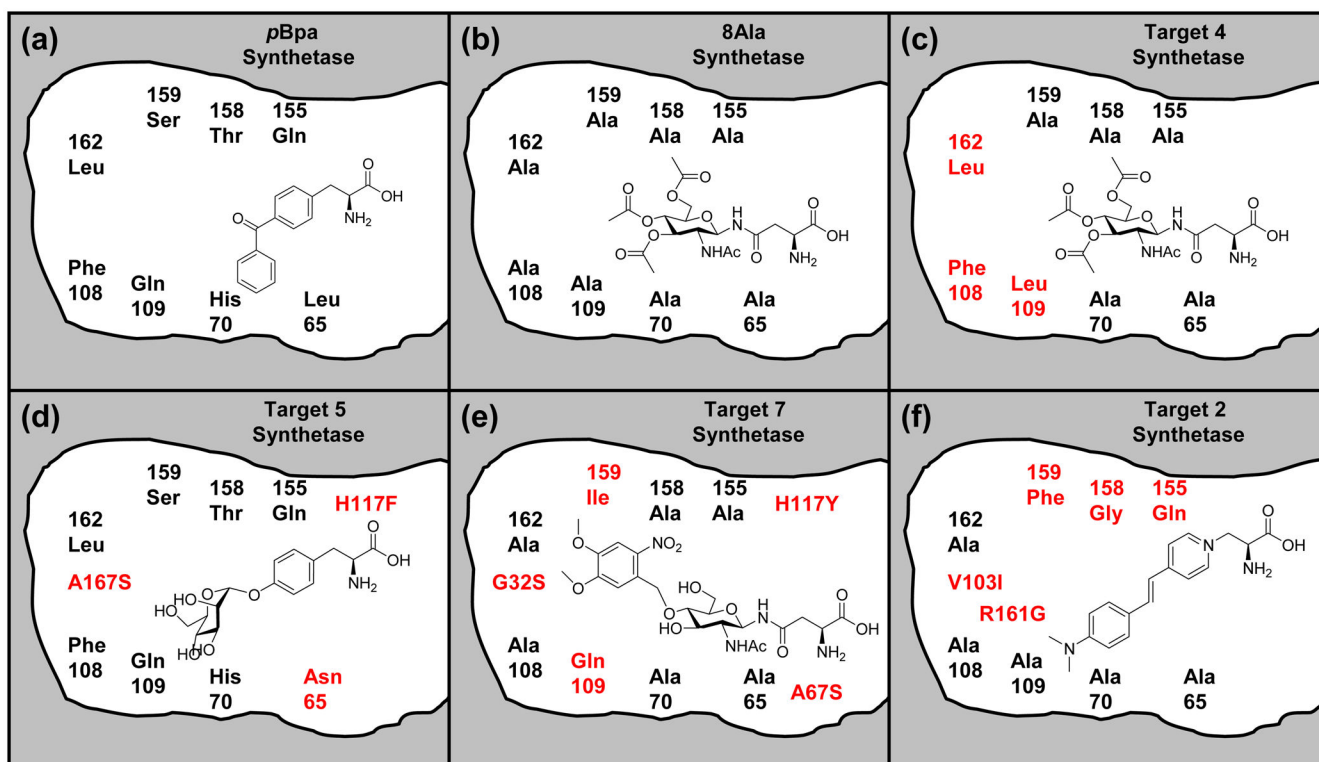 (a)
pBpa
Synthetase
159
Ser
158
Thr
155
Gln
162
Leu
O
OH
NH₂
O
Phe
108
Gln
109
His
70
Leu
65
(b)
8Ala
Synthetase
159
Ala
158
Ala
155
Ala
162
Ala
O
O
O
O
O
H
N
O
OH
O
O
NHAc
O
NH₂
Ala
108
Ala
109
Ala
70
Ala
65
(c)
Target 4
Synthetase
159
Ala
158
Ala
155
Ala
162
Leu
O
O
O
O
O
H
N
O
OH
O
O
NHAc
O
NH₂
Phe
108
Leu
109
Ala
70
Ala
65
(d)
Target 5
Synthetase
159
Ser
158
Thr
155
Gln
H117F
162
Leu
O
OH
NH₂
A167S
O
HO
HO
O
HO
HO
Phe
108
Gln
109
His
70
Asn
65
(e)
Target 7
Synthetase
159
Ile
158
Ala
155
Ala
H117Y
162
Ala
O
NO₂
G32S
O
HO
O
O
HO
H
N
O
OH
NHAc
O
NH₂
Ala
108
Gln
109
Ala
70
Ala
65
A67S
(f)
Target 2
Synthetase
159
Phe
158
Gly
155
Gln
162
Ala
O
OH
N
NH₂
V103I
R161G
N
Ala
108
Ala
109
Ala
70
Ala
65